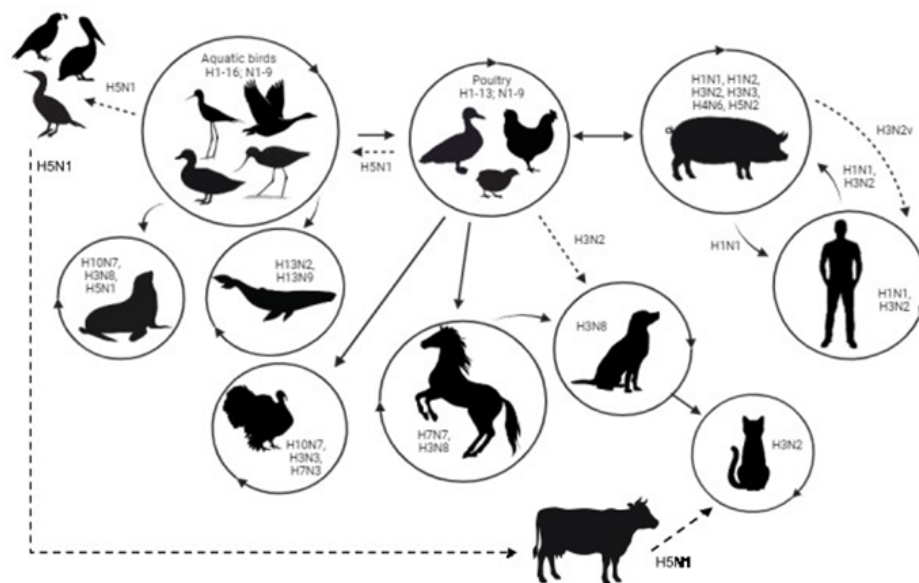 H5N1
H5N1
Aquatic birds
H1-16; N1-9
H5N1
Poultry
H1-13; N1-9
H1N1, H1N2,
H3N2, H3N3,
H4N6, H5N2
H3N2v
H1N1,
H3N2
H1N1
H1N1,
H3N2
H10N7,
H3N8,
H5N1
H13N2,
H13N9
H3N2
H3N8
H10N7,
H3N3,
H7N3
H7N7,
H3N8
H3N2